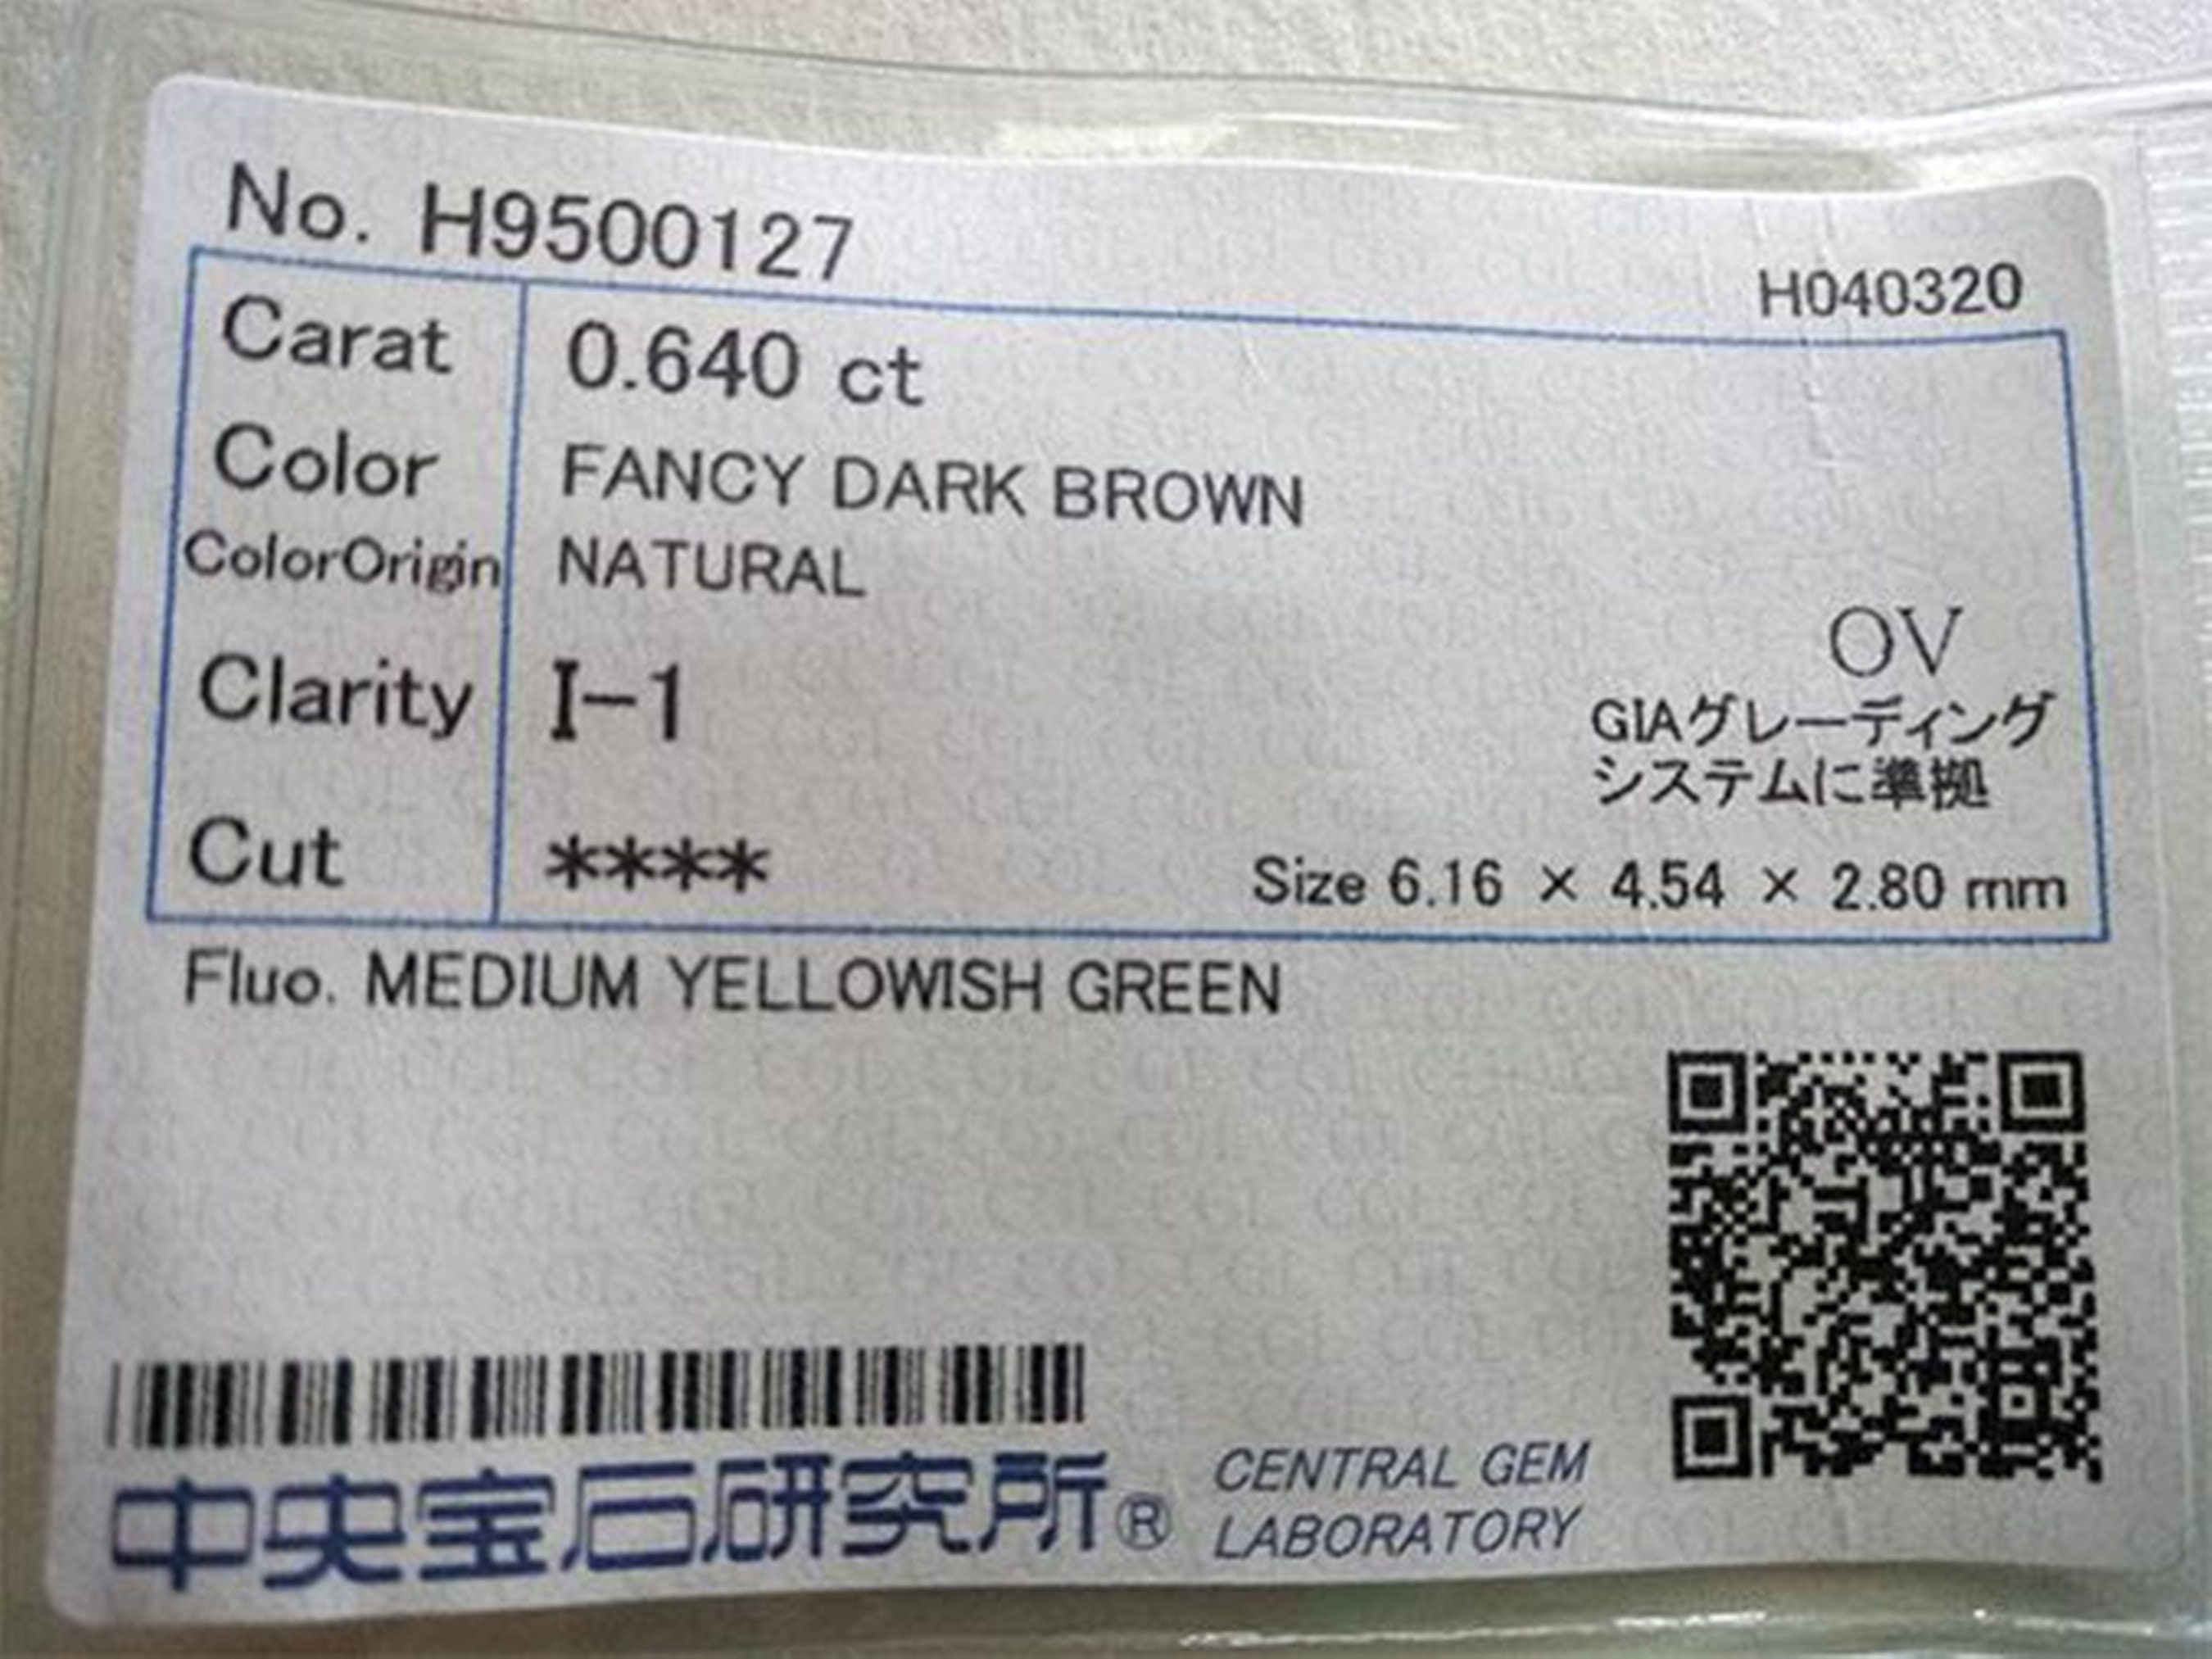 No. H9500127
H040320
Carat 0.640 ct
Color FANCY DARK BROWN
ColorOrigin NATURAL
Clarity I-1
OV
GIAグレーディング
システムに準拠
Cut ****
Size 6.16 × 4.54 × 2.80 mm
Fluo. MEDIUM YELLOWISH GREEN
中央宝石研究所®
CENTRAL GEM
LABORATORY